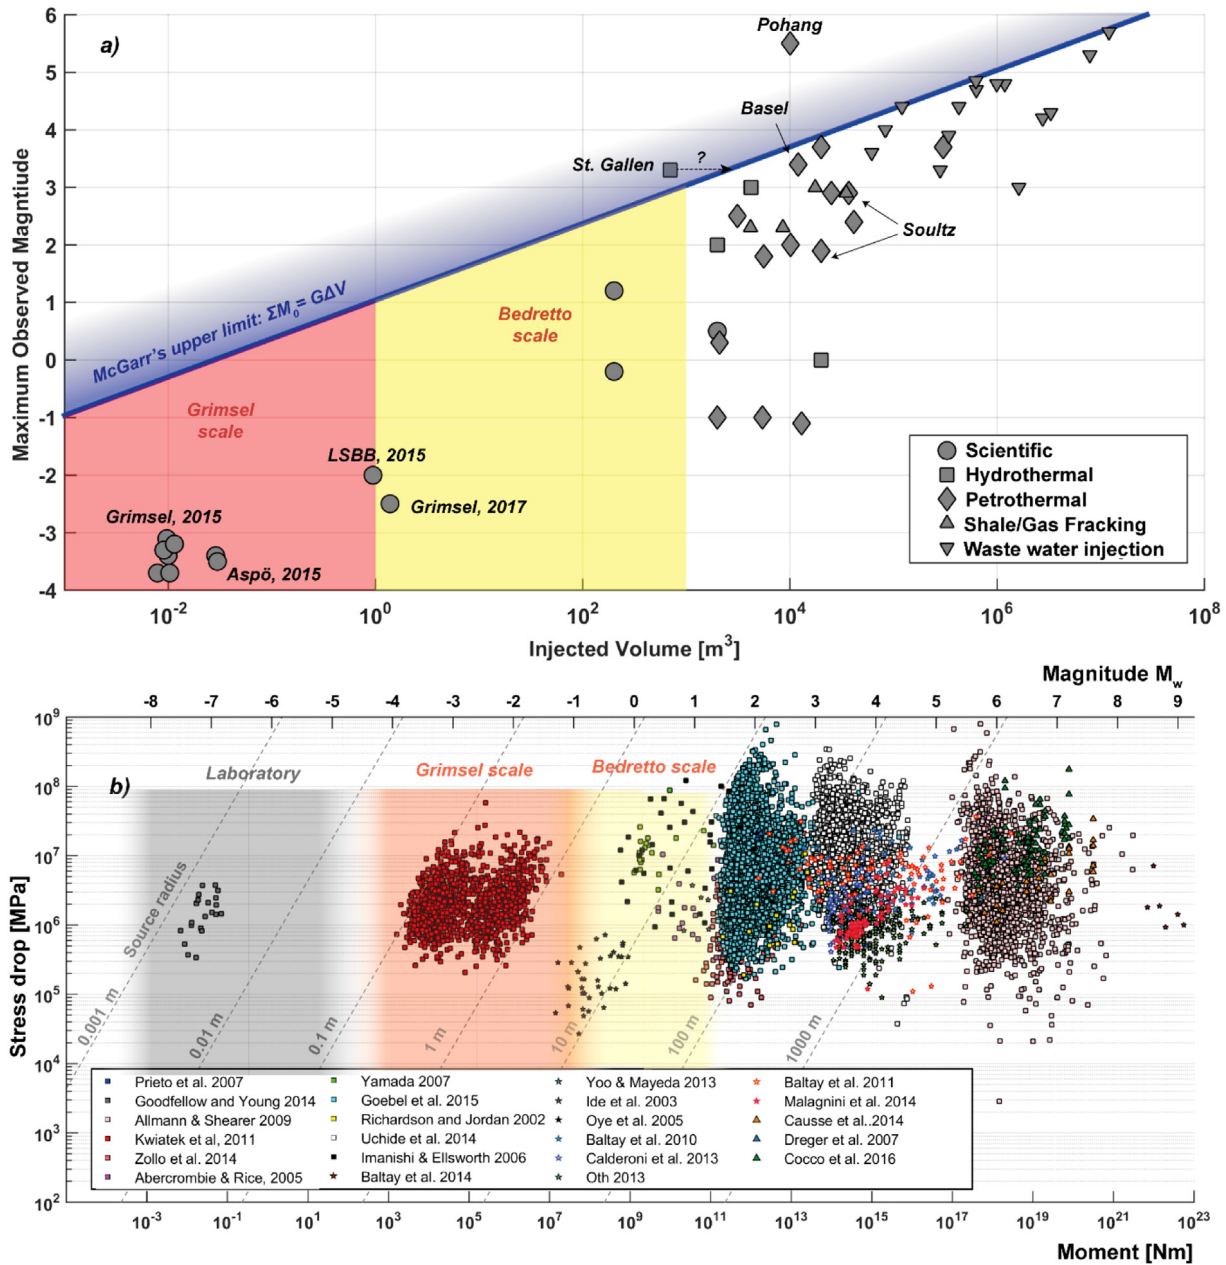 a)
Maximum Observed Magntiude
6
5
4
3
2
1
0
-1
-2
-3
-4
Pohang
Basel
St. Gallen
?
Soultz
McGarr's upper limit: ΣM₀= GΔV
Bedretto
scale
Grimsel
scale
LSBB, 2015
Grimsel, 2017
Grimsel, 2015
Aspö, 2015
Scientific
Hydrothermal
Petrothermal
Shale/Gas Fracking
Waste water injection
10⁻² 10⁰ 10² 10⁴ 10⁶ 10⁸
Injected Volume [m³]
Magnitude Mw
-8 -7 -6 -5 -4 -3 -2 -1 0 1 2 3 4 5 6 7 8 9
b)
Laboratory
Grimsel scale
Bedretto scale
Stress drop [MPa]
10⁹
10⁸
10⁷
10⁶
10⁵
10⁴
10³
10²
Source radius
0.001 m
0.01 m
0.1 m
1 m
10 m
100 m
1000 m
Prieto et al. 2007
Goodfellow and Young 2014
Allmann & Shearer 2009
Kwiatek et al, 2011
Zollo et al. 2014
Abercrombie & Rice, 2005
Yamada 2007
Goebel et al. 2015
Richardson and Jordan 2002
Uchide et al. 2014
Imanishi & Ellsworth 2006
Baltay et al. 2014
Yoo & Mayeda 2013
Ide et al. 2003
Oye et al. 2005
Baltay et al. 2010
Calderoni et al. 2013
Oth 2013
Baltay et al. 2011
Malagnini et al. 2014
Causse et al..2014
Dreger et al. 2007
Cocco et al. 2016
10⁻³ 10⁻¹ 10¹ 10³ 10⁵ 10⁷ 10⁹ 10¹¹ 10¹³ 10¹⁵ 10¹⁷ 10¹⁹ 10²¹ 10²³
Moment [Nm]